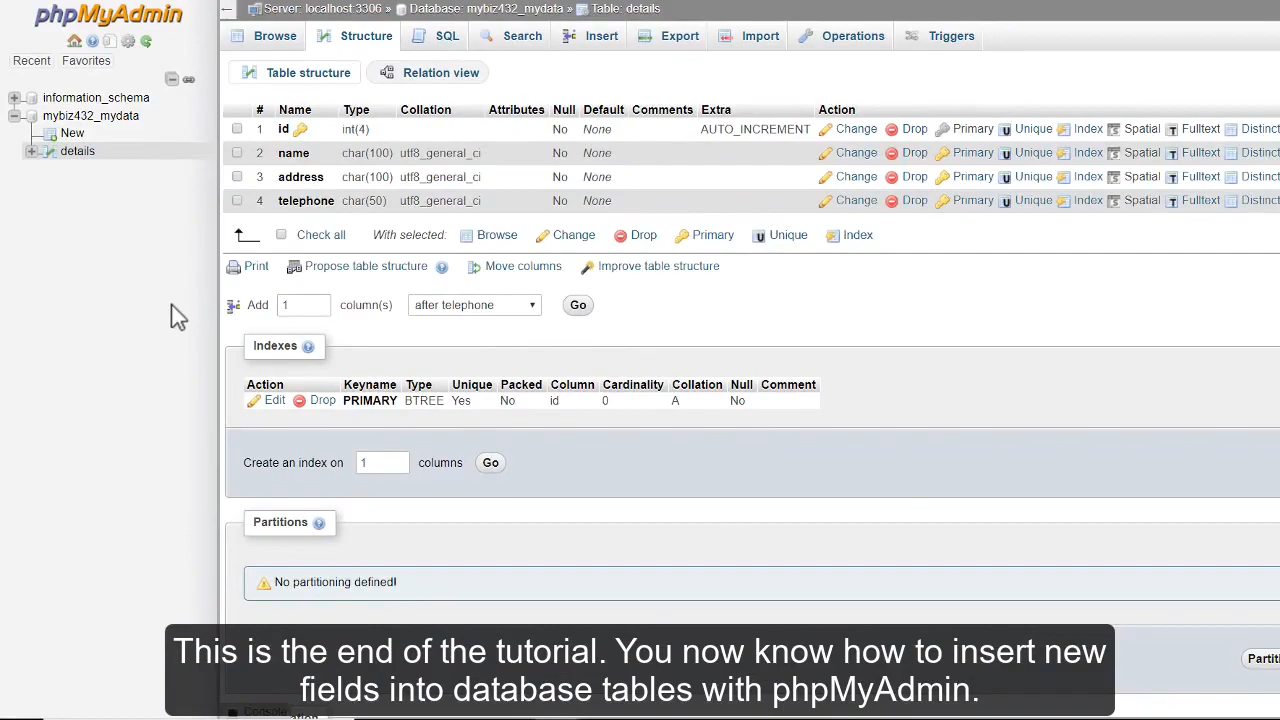 phpMyAdmin
Recent Favorites
information_schema
mybiz432_mydata
New
details
Server: localhost:3306 » Database: mybiz432_mydata » Table: details
Browse Structure SQL Search Insert Export Import Operations Triggers
Table structure Relation view
# Name Type Collation Attributes Null Default Comments Extra Action
1 id int(4) No None AUTO_INCREMENT Change Drop Primary Unique Index Spatial Fulltext Distinct
2 name char(100) utf8_general_ci No None Change Drop Primary Unique Index Spatial Fulltext Distinct
3 address char(100) utf8_general_ci No None Change Drop Primary Unique Index Spatial Fulltext Distinct
4 telephone char(50) utf8_general_ci No None Change Drop Primary Unique Index Spatial Fulltext Distinct
Check all With selected: Browse Change Drop Primary Unique Index
Print Propose table structure Move columns Improve table structure
Add 1 column(s) after telephone Go
Indexes
Action Keyname Type Unique Packed Column Cardinality Collation Null Comment
Edit Drop PRIMARY BTREE Yes No id 0 A No
Create an index on 1 columns Go
Partitions
No partitioning defined!
This is the end of the tutorial. You now know how to insert new
fields into database tables with phpMyAdmin.